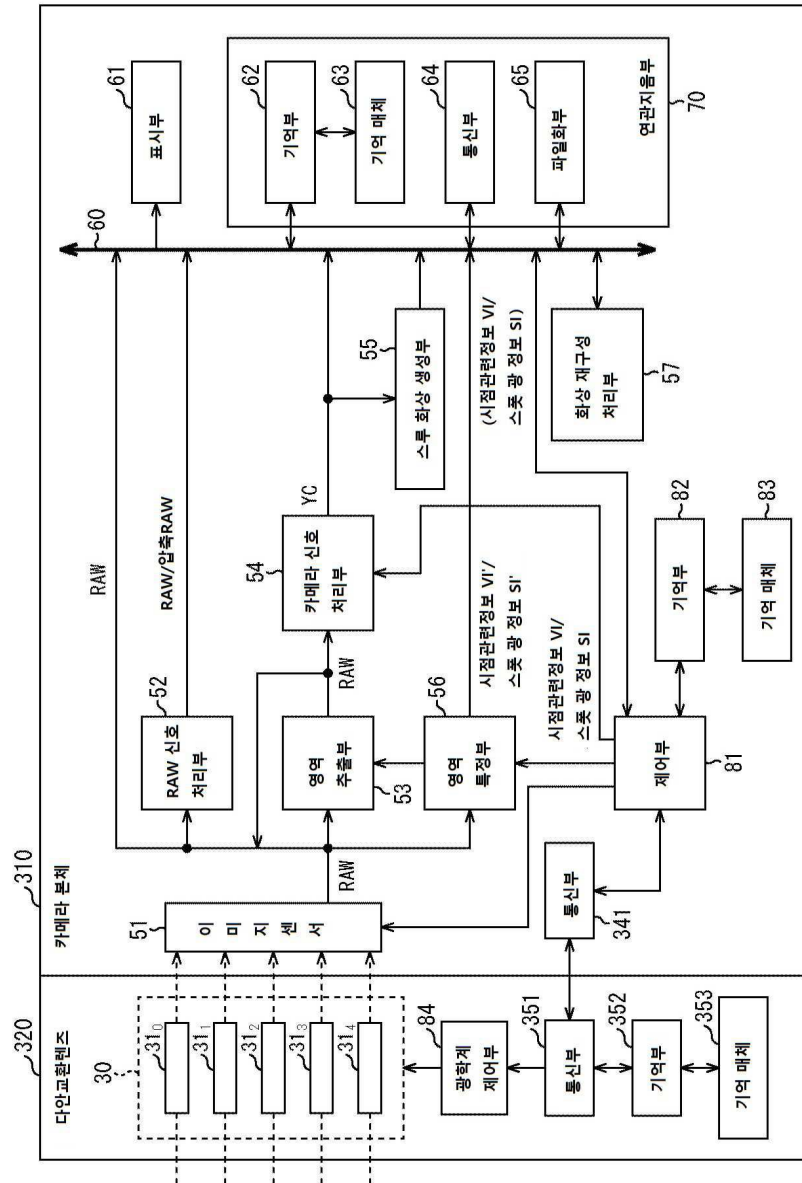 320
다안교환렌즈
30
31₀
31₁
31₂
31₃
31₄
84
광학계
제어부
351
통신부
352
기억부
353
기억 매체
310
카메라 본체
51
이미지센서
RAW
통신부
341
RAW
52
RAW 신호
처리부
RAW/압축RAW
영역
추출부
53
RAW
54
카메라 신호
처리부
YC
55
스루 화상 생성부
56
영역
특정부
시점관련정보 VI'/
스폿 광 정보 SI'
(시점관련정보 VI/
스폿 광 정보 SI)
시점관련정보 VI/
스폿 광 정보 SI
제어부
81
82
기억부
83
기억 매체
화상 재구성
처리부
57
60
61
표시부
62
기억부
63
기억 매체
64
통신부
65
파일화부
연관지음부
70